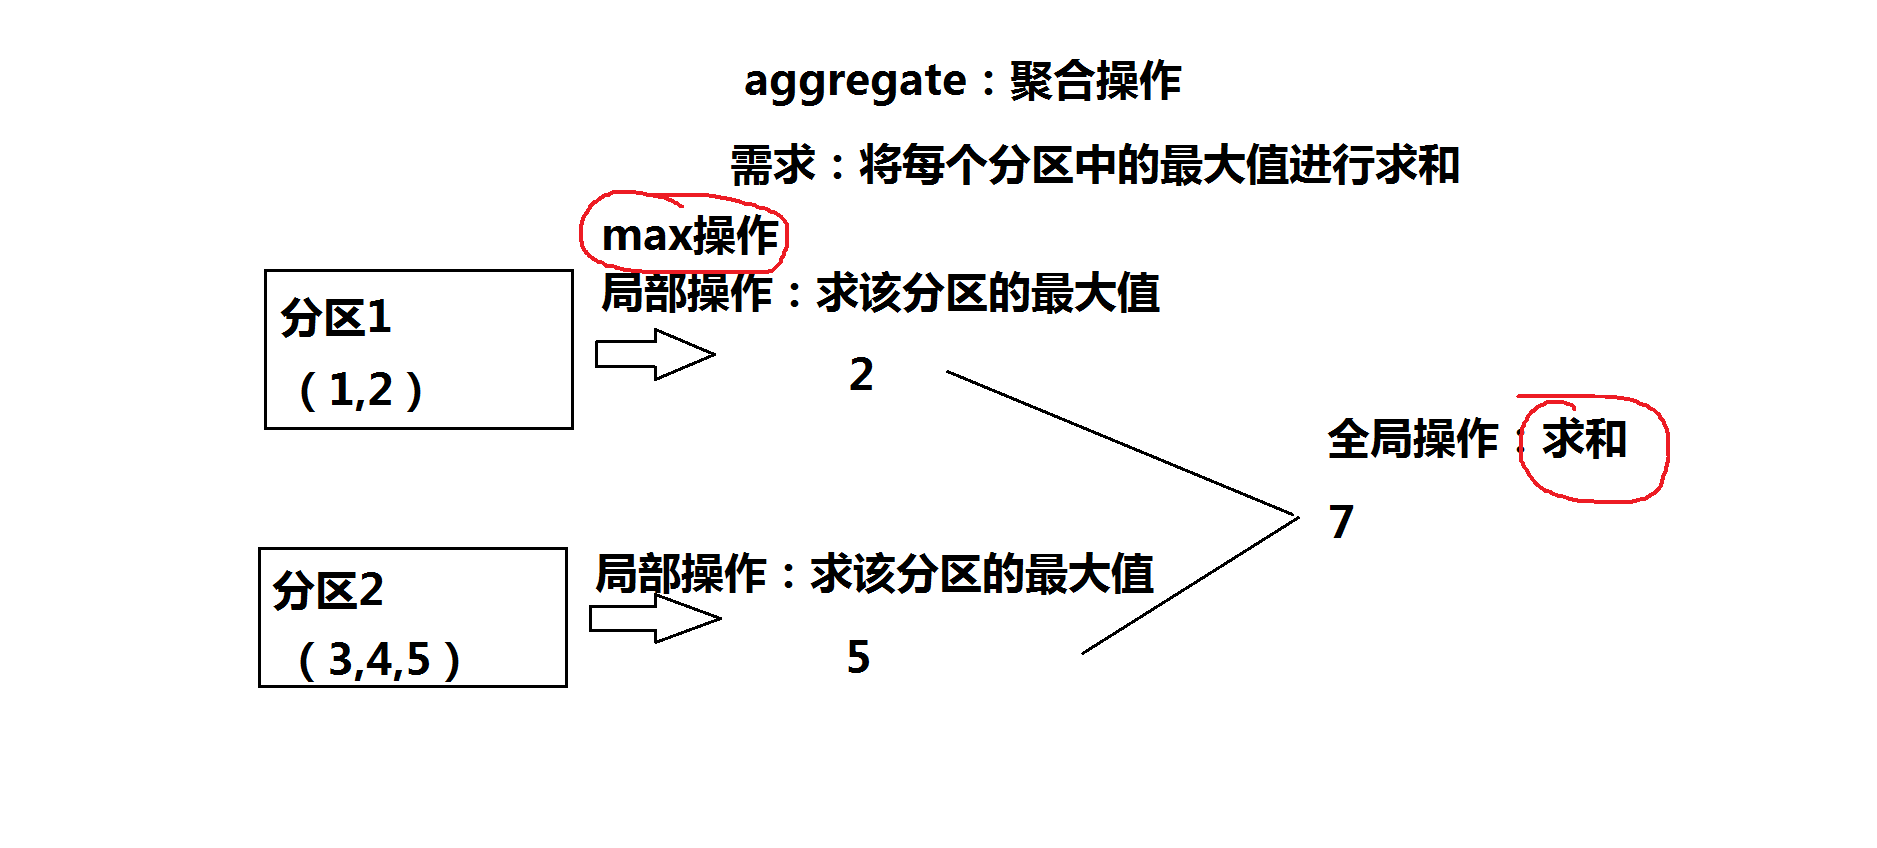 aggregate：聚合操作
需求：将每个分区中的最大值进行求和
max操作
局部操作：求该分区的最大值
分区1
（1,2）
2
全局操作：求和
7
局部操作：求该分区的最大值
分区2
（3,4,5）
5